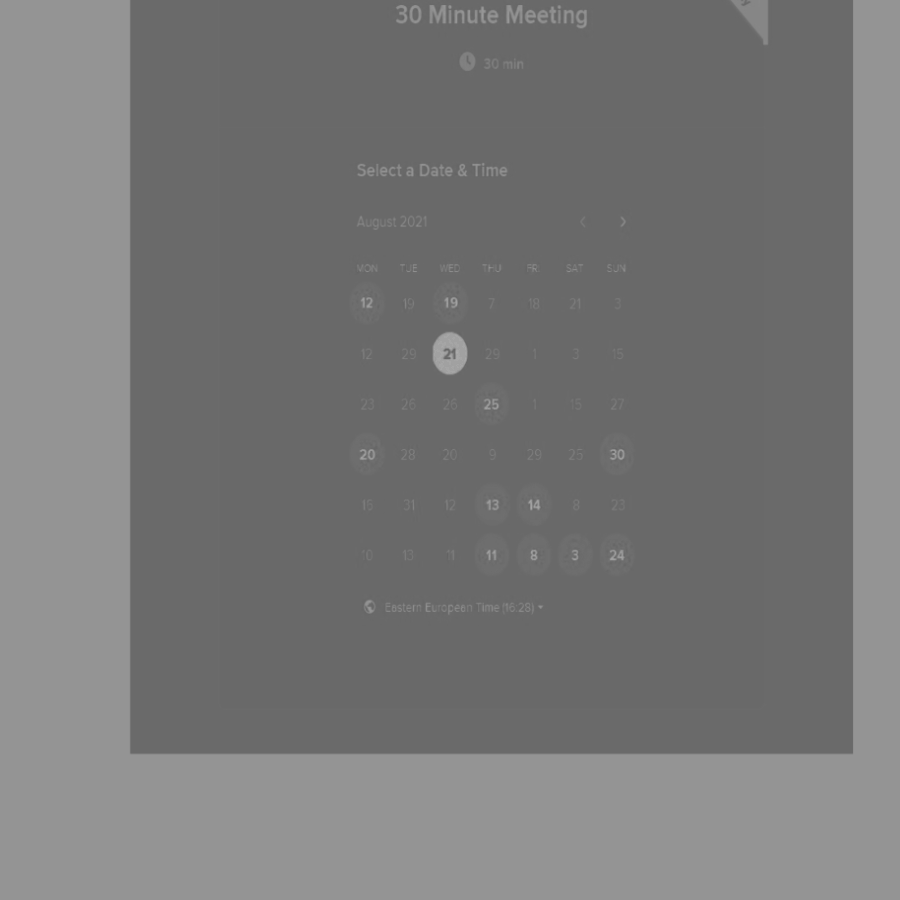 30 Minute Meeting
30 min
Select a Date & Time
August 2021
MON TUE WED THU FRI SAT SUN
12 19 19 7 18 21 3
12 29 21 29 1 3 15
23 26 26 25 1 15 27
20 28 20 9 29 25 30
16 31 12 13 14 8 23
10 13 11 11 8 3 24
Eastern European Time (16:28)